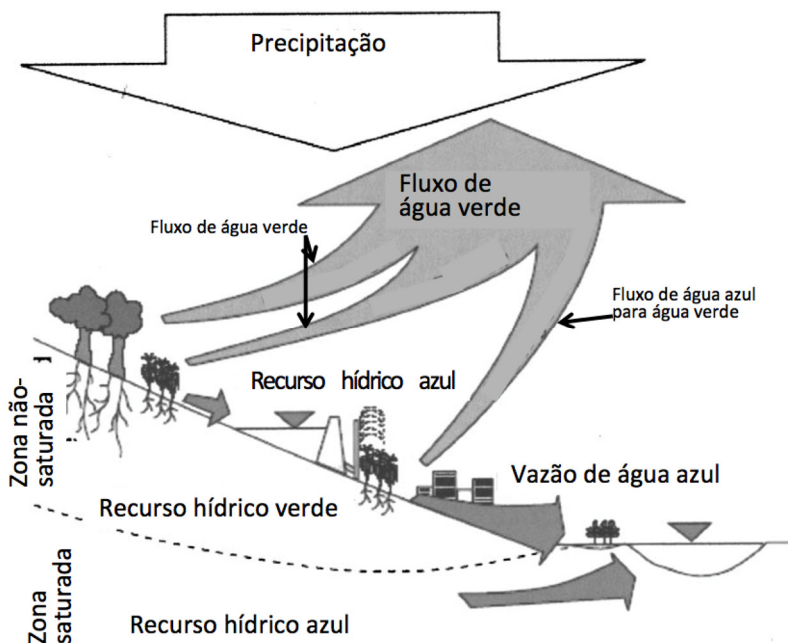 Precipitação
Fluxo de
água verde
Fluxo de água verde
Fluxo de água azul
para água verde
Recurso hídrico azul
Zona não-
saturada
Vazão de água azul
Recurso hídrico verde
Zona
saturada
Recurso hídrico azul